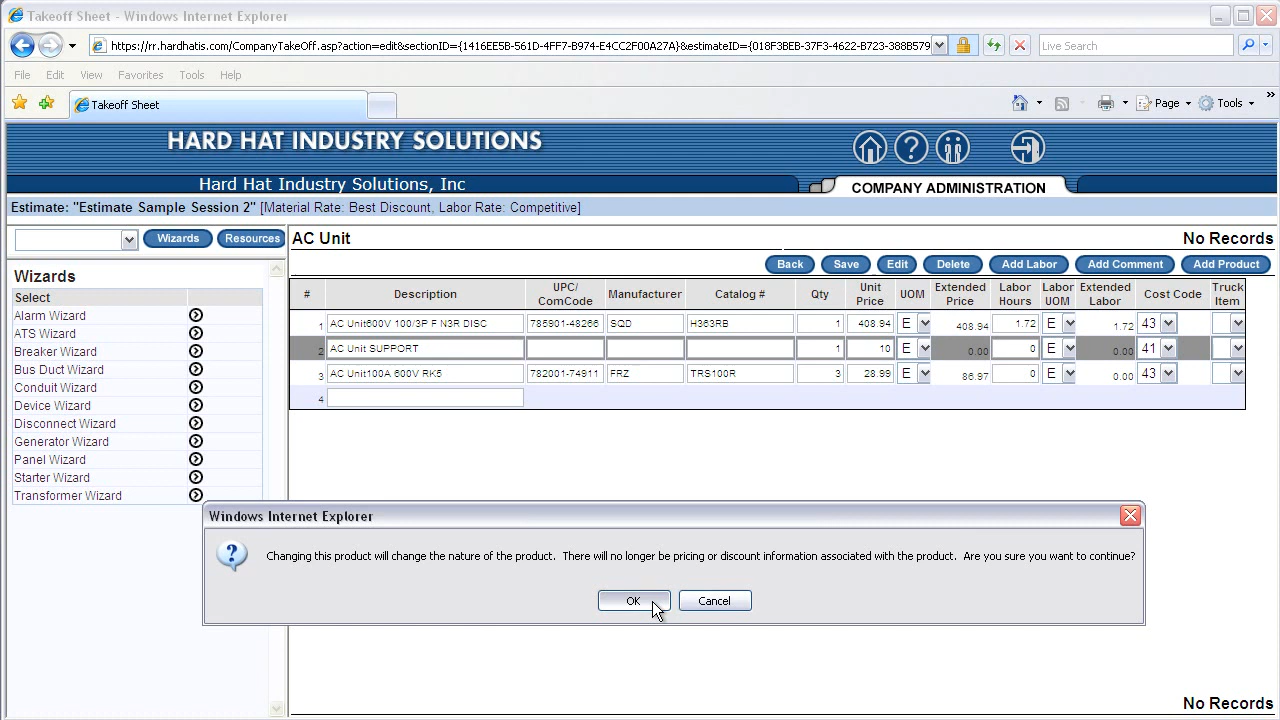 Takeoff Sheet - Windows Internet Explorer
https://rr.hardhatis.com/CompanyTakeOff.asp?action=edit&sectionID={1416EE5B-561D-4FF7-B974-E4CC2F00A27A}&estimateID={018F3BEB-37F3-4622-B723-388B579 Live Search
File Edit View Favorites Tools Help
Takeoff Sheet Page Tools
HARD HAT INDUSTRY SOLUTIONS
Hard Hat Industry Solutions, Inc COMPANY ADMINISTRATION
Estimate: "Estimate Sample Session 2" [Material Rate: Best Discount, Labor Rate: Competitive]
Wizards Resources AC Unit No Records
Back Save Edit Delete Add Labor Add Comment Add Product
Wizards
Select
Alarm Wizard
ATS Wizard
Breaker Wizard
Bus Duct Wizard
Conduit Wizard
Device Wizard
Disconnect Wizard
Generator Wizard
Panel Wizard
Starter Wizard
Transformer Wizard
# Description UPC/ ComCode Manufacturer Catalog # Qty Unit Price UOM Extended Price Labor Hours Labor UOM Extended Labor Cost Code Truck Item
1 AC Unit600V 100/3P F N3R DISC 785901-48266 SQD H363RB 1 408.94 E 408.94 1.72 E 1.72 43
2 AC Unit SUPPORT 1 10 E 0.00 0 E 0.00 41
3 AC Unit100A 600V RK5 782001-74911 FRZ TRS100R 3 28.99 E 86.97 0 E 0.00 43
4
Windows Internet Explorer
Changing this product will change the nature of the product. There will no longer be pricing or discount information associated with the product. Are you sure you want to continue?
OK Cancel
No Records